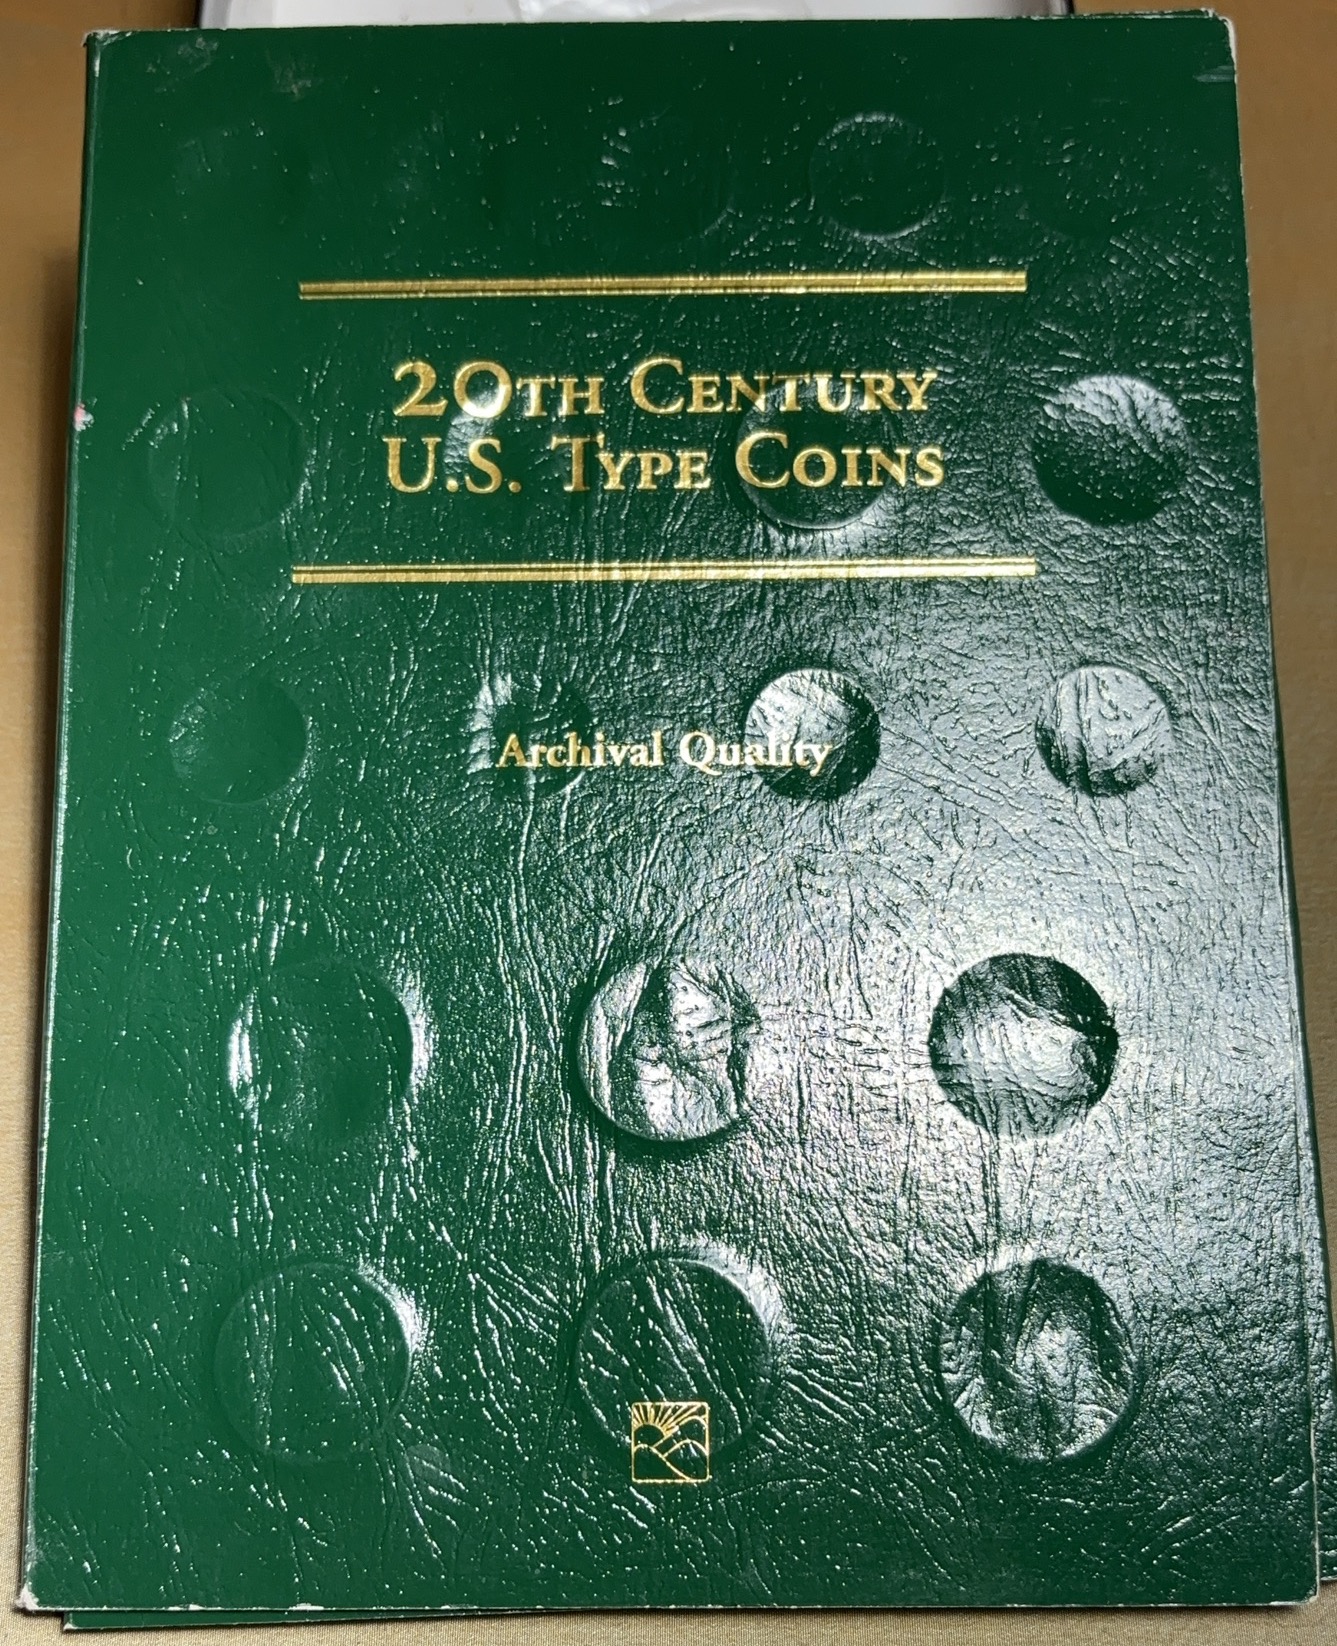 20TH CENTURY
U.S. TYPE COINS
Archival Quality